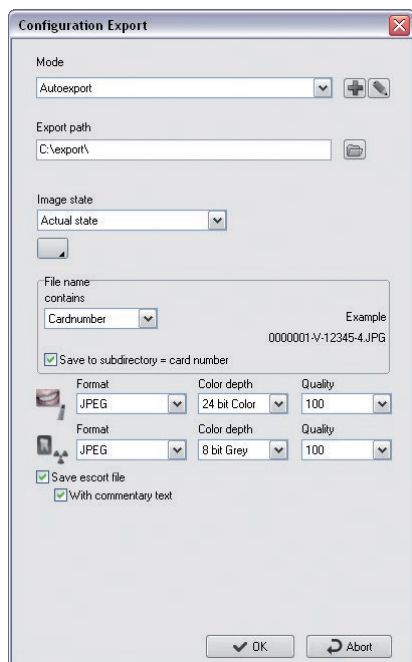 Configuration Export
Mode
Autoexport
Export path
C:\export\
Image state
Actual state
File name
contains
Cardnumber
Example
0000001-V-12345-4.JPG
Save to subdirectory = card number
Format Color depth Quality
JPEG 24 bit Color 100
Format Color depth Quality
JPEG 8 bit Grey 100
Save escort file
With commentary text
OK Abort